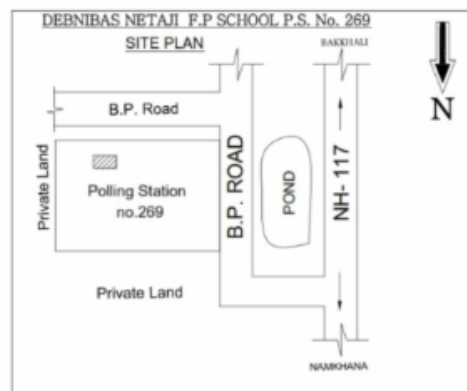 DEBNIBAS NETAJI F.P SCHOOL P.S. No. 269
SITE PLAN
BAKKHALI
N
B.P. Road
Private Land
Polling Station
no.269
B.P. ROAD
POND
NH- 117
Private Land
NAMKHANA